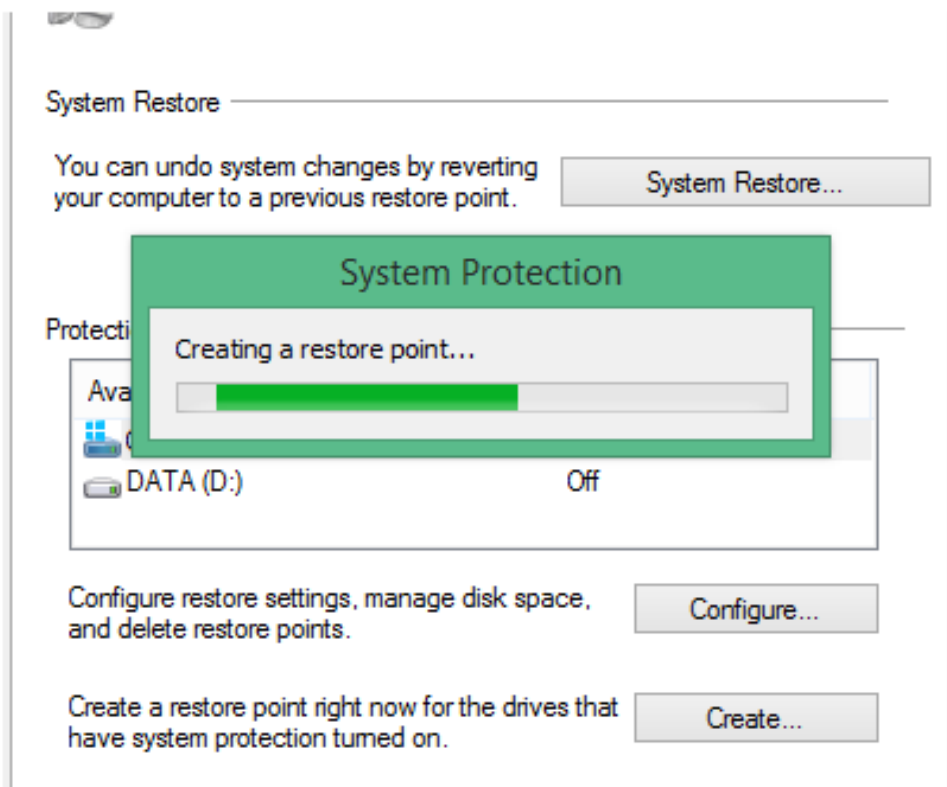 System Restore
You can undo system changes by reverting
your computer to a previous restore point.
System Restore...
System Protection
Creating a restore point...
Protecti
Ava
DATA (D:) Off
Configure restore settings, manage disk space,
and delete restore points.
Configure...
Create a restore point right now for the drives that
have system protection turned on.
Create...